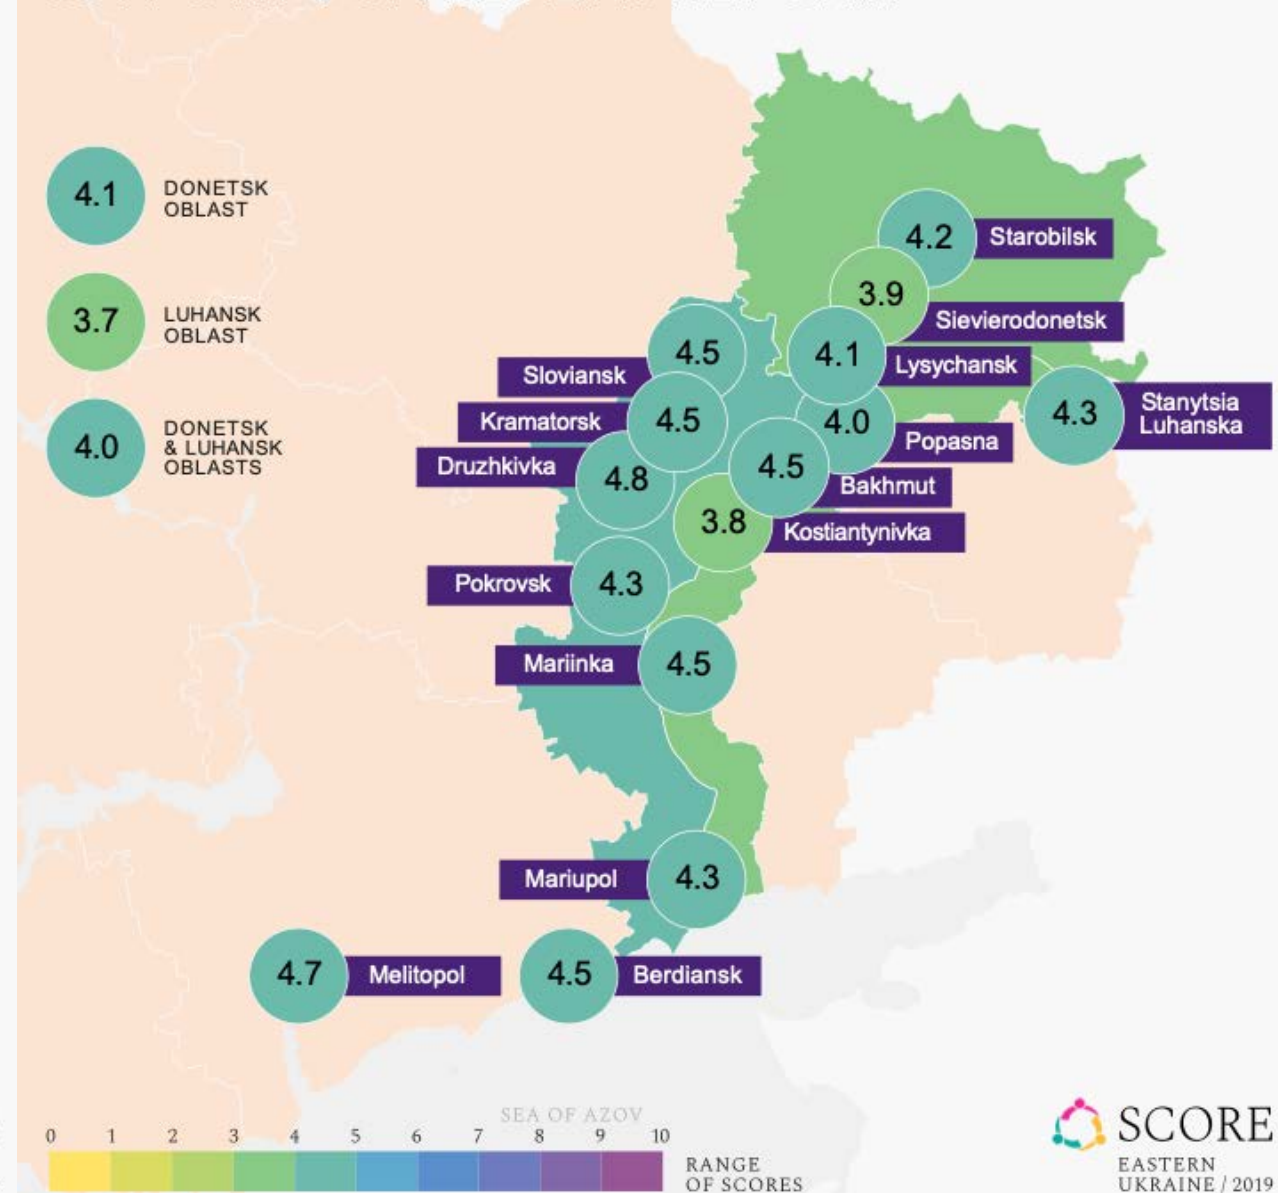 4.1
DONETSK
OBLAST
3.7
LUHANSK
OBLAST
4.0
DONETSK
& LUHANSK
OBLASTS
4.2
Starobilsk
3.9
Sievierodonetsk
4.5
Sloviansk
4.1
Lysychansk
4.5
Kramatorsk
4.0
Popasna
4.3
Stanytsia
Luhanska
4.8
Druzhkivka
4.5
Bakhmut
3.8
Kostiantynivka
Pokrovsk
4.3
Mariinka
4.5
Mariupol
4.3
4.7
Melitopol
4.5
Berdiansk
SEA OF AZOV
0 1 2 3 4 5 6 7 8 9 10
RANGE
OF SCORES
SCORE
EASTERN
UKRAINE / 2019